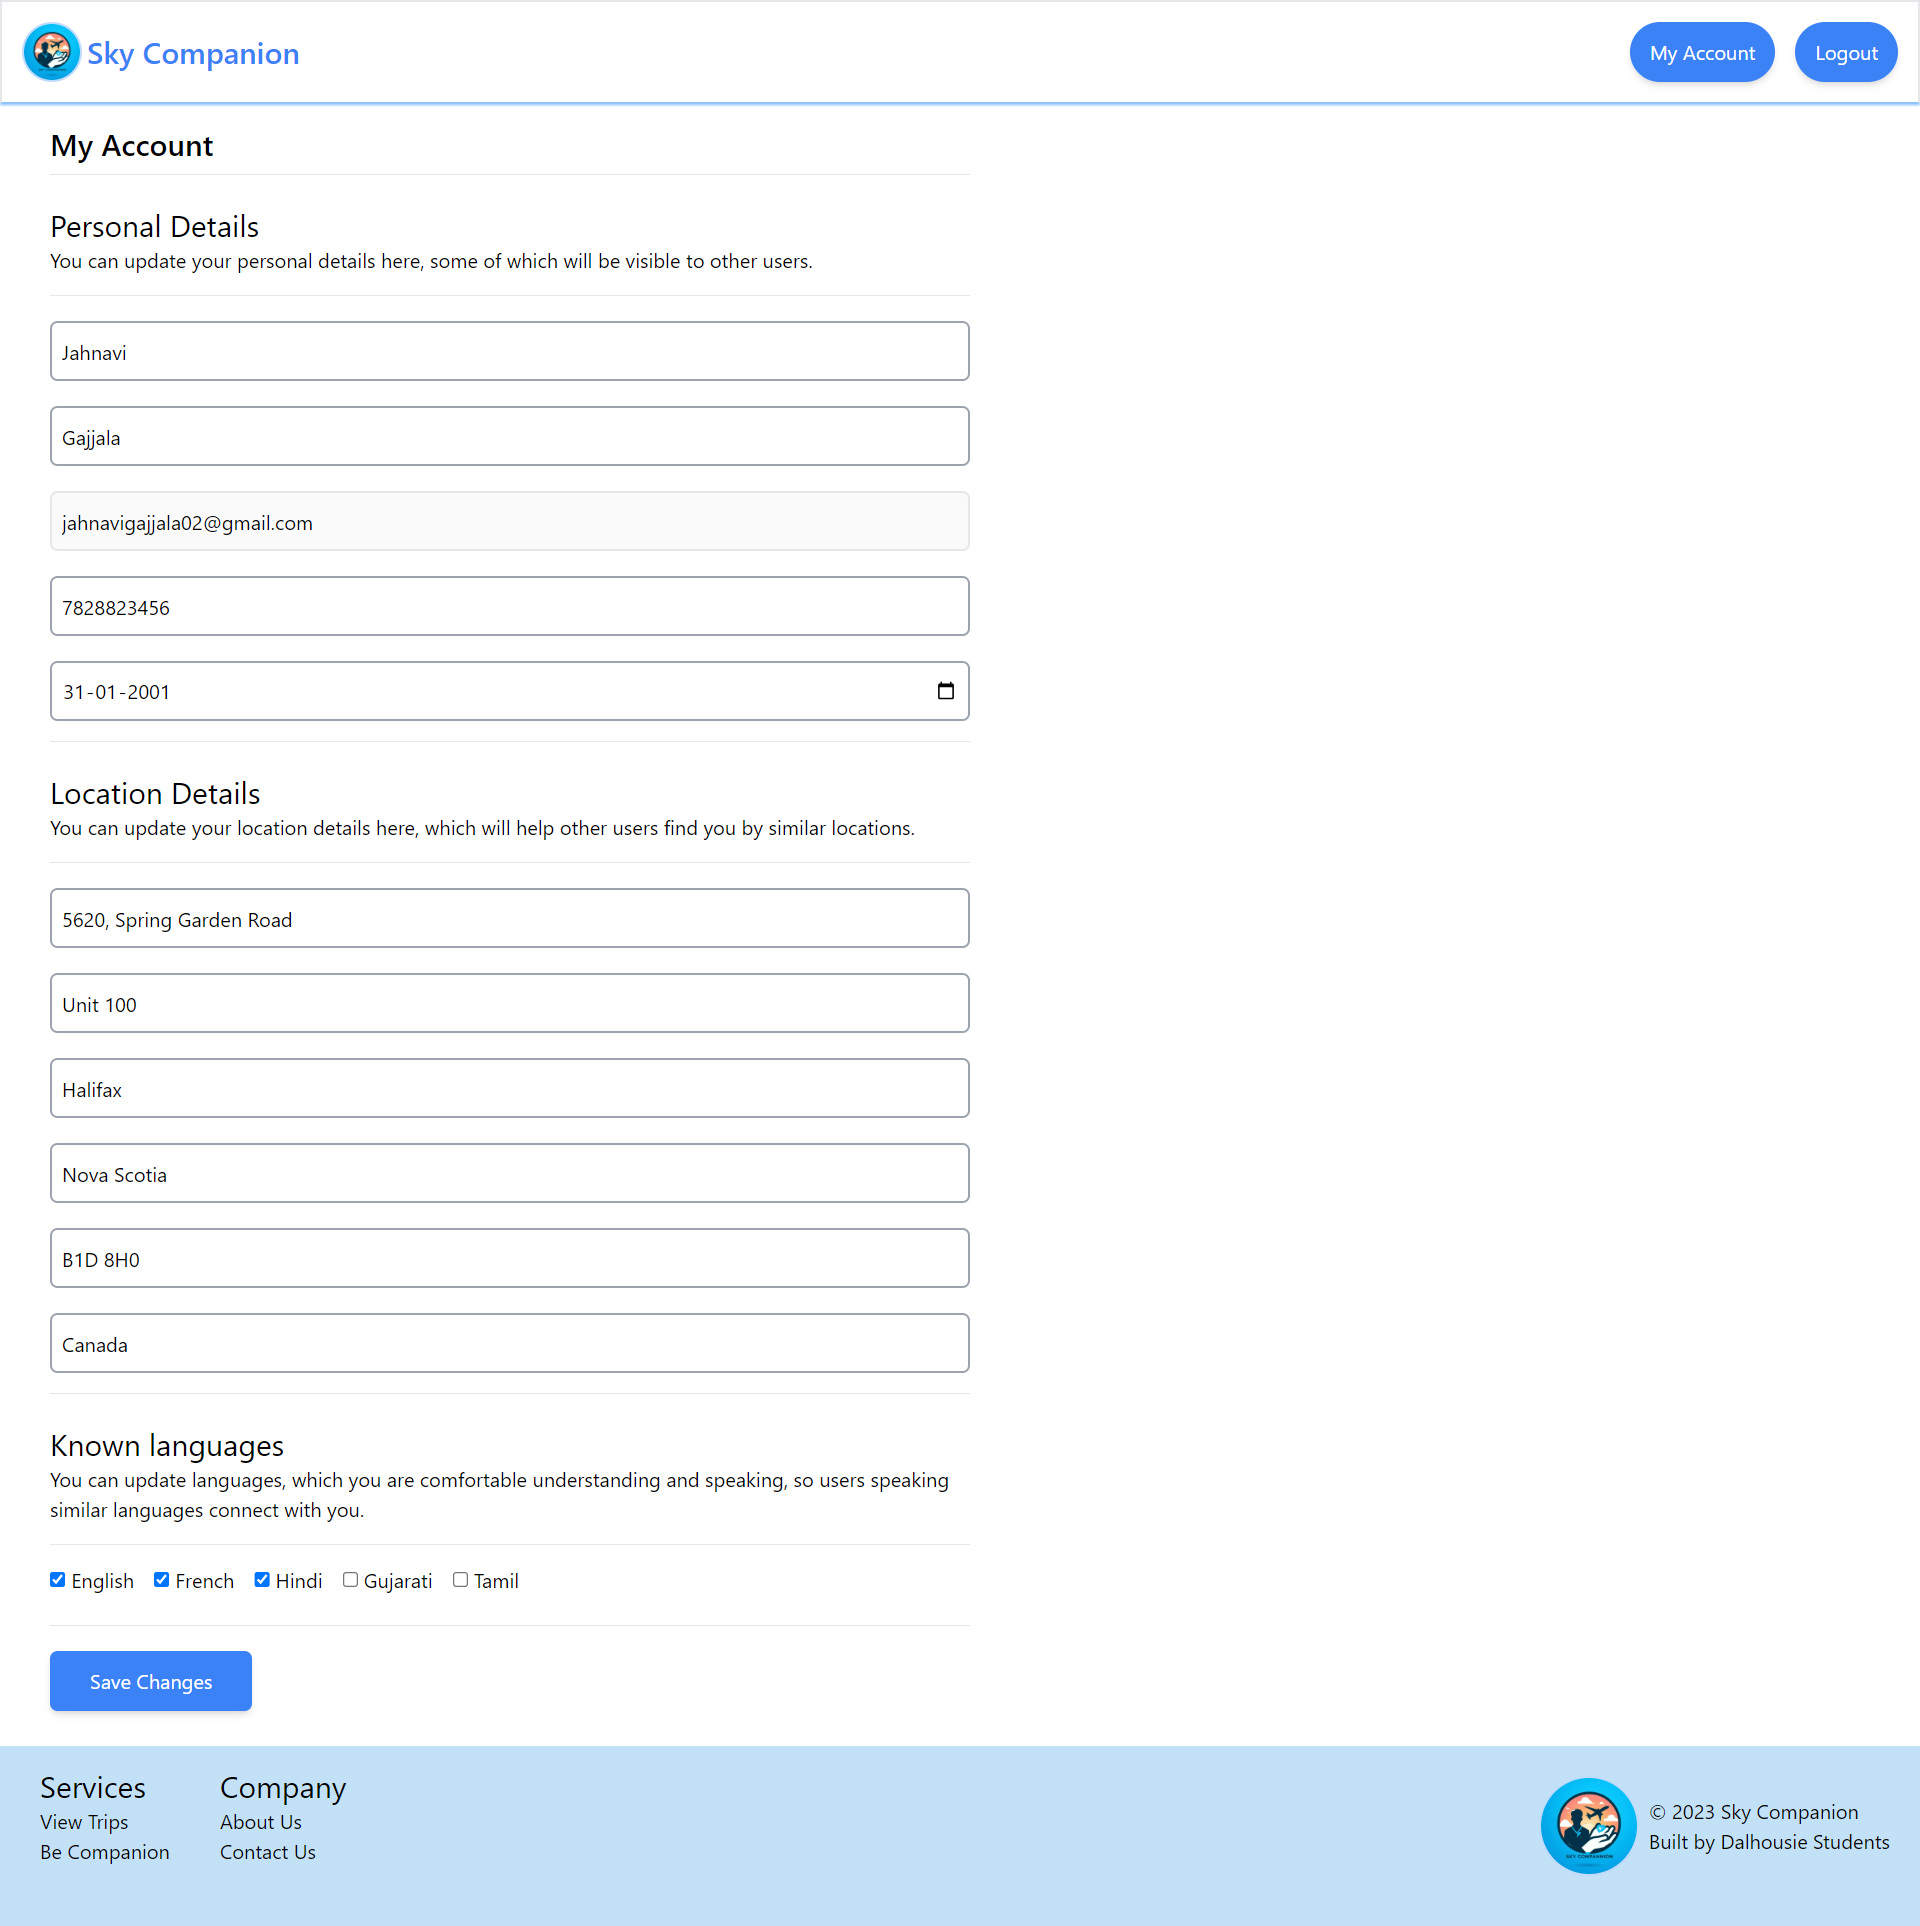 Sky Companion
My Account
Logout
My Account
Personal Details
You can update your personal details here, some of which will be visible to other users.
Jahnavi
Gajjala
jahnavigajjala02@gmail.com
7828823456
31-01-2001
Location Details
You can update your location details here, which will help other users find you by similar locations.
5620, Spring Garden Road
Unit 100
Halifax
Nova Scotia
B1D 8H0
Canada
Known languages
You can update languages, which you are comfortable understanding and speaking, so users speaking
similar languages connect with you.
English
French
Hindi
Gujarati
Tamil
Save Changes
Services
View Trips
Be Companion
Company
About Us
Contact Us
© 2023 Sky Companion
Built by Dalhousie Students